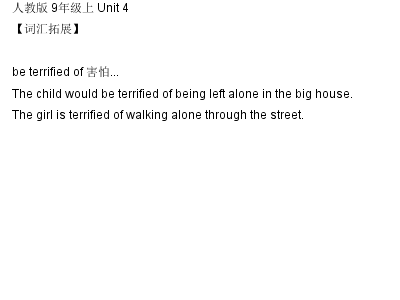 人教版 9年级上 Unit 4
【词汇拓展】
be terrified of 害怕...
The child would be terrified of being left alone in the big house.
The girl is terrified of walking alone through the street.